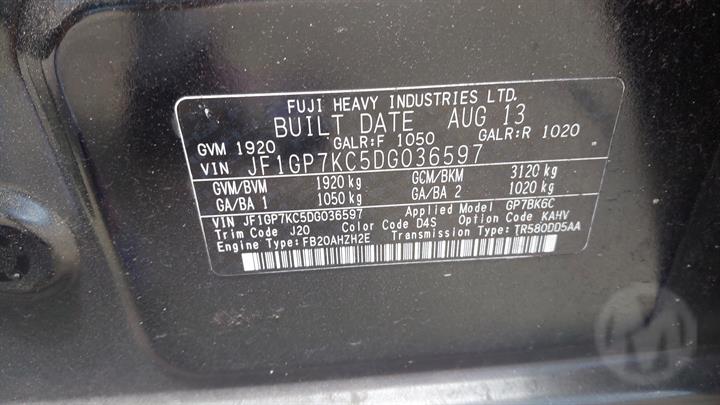 FUJI HEAVY INDUSTRIES LTD.
BUILT DATE AUG 13
GVM 1920 GALR:F 1050 GALR:R 1020
VIN JF1GP7KC5DG036597
GVM/BVM 1920 kg GCM/BKM 3120 kg
GA/BA 1 1050 kg GA/BA 2 1020 kg
VIN JF1GP7KC5DG036597 Applied Model GP7BK6C
Trim Code J20 Color Code D4S Option Code KAHV
Engine Type:FB20AHZH2E Transmission Type:TR580DD5AA
M